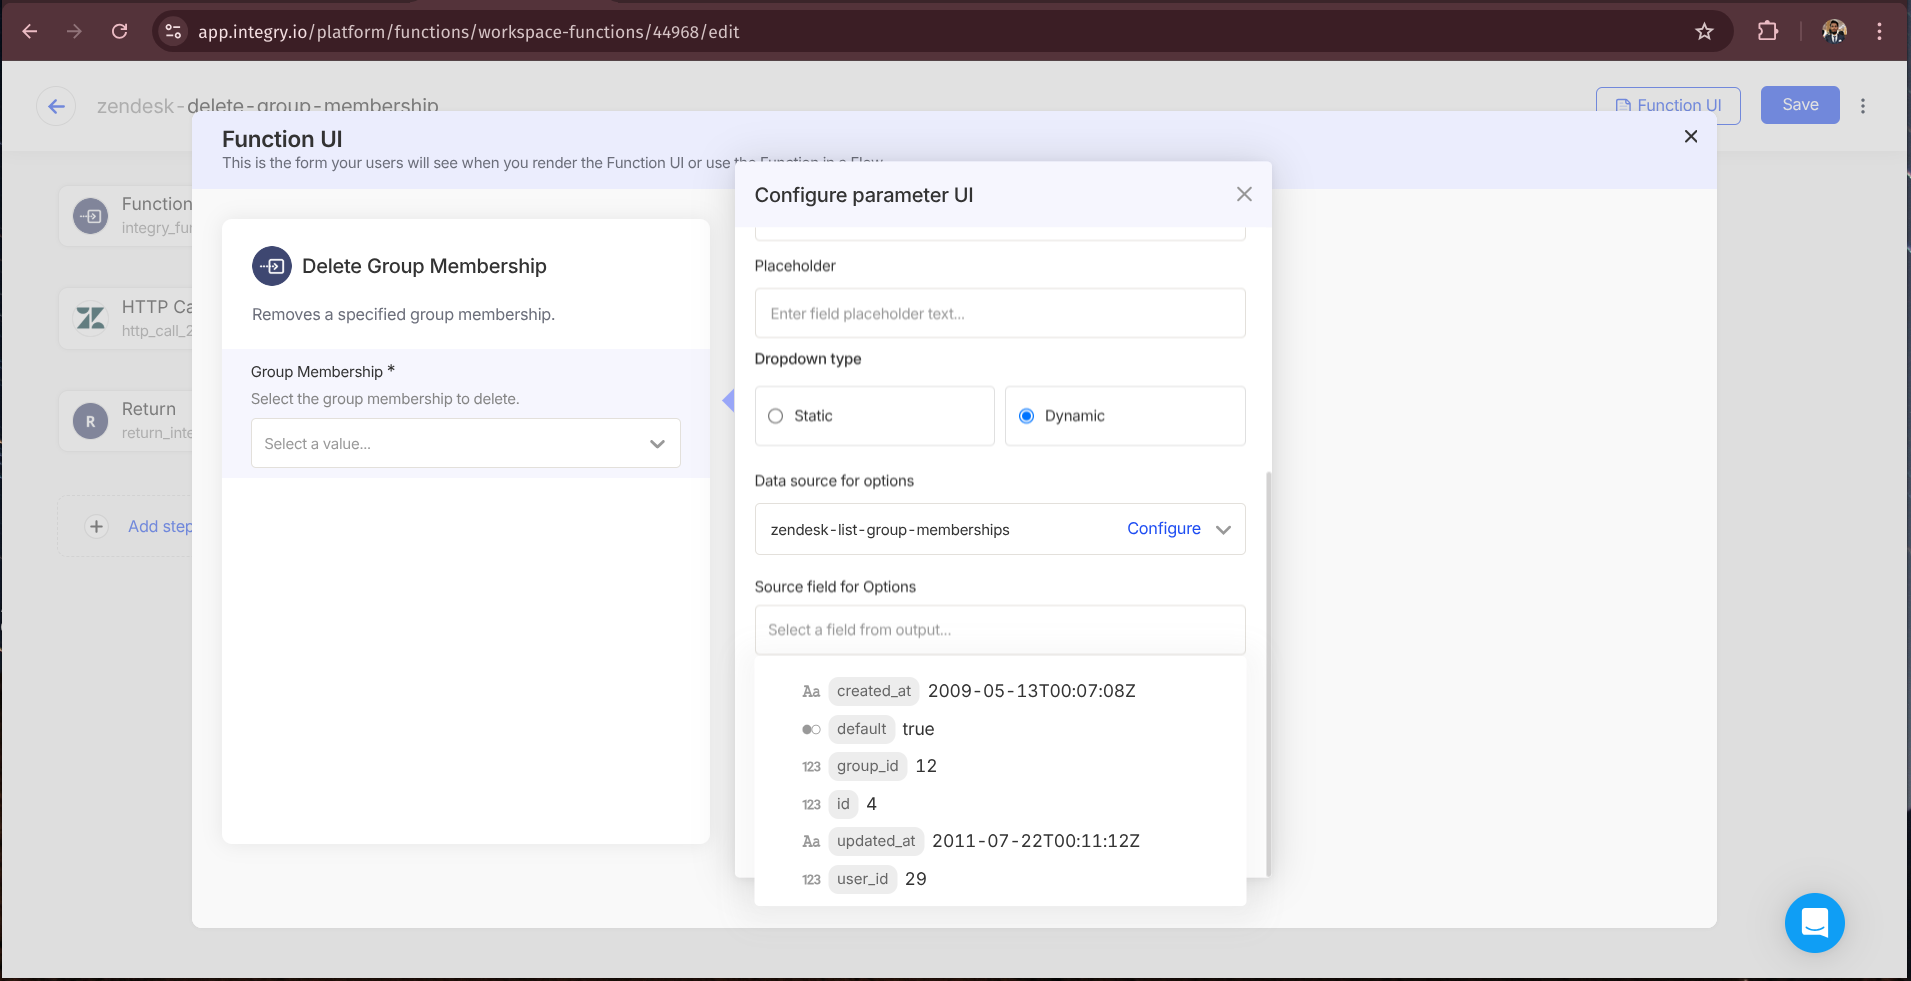 app.integry.io/platform/functions/workspace-functions/44968/edit
zendesk-delete-group-membership
Function UI
Save
Function UI
This is the form your users will see when you render the Function UI or use the Function in a Flow
Function
integry_fun
HTTP Ca
http_call_2
R
Return
return_inte
Add step
Delete Group Membership
Removes a specified group membership.
Group Membership *
Select the group membership to delete.
Select a value...
Configure parameter UI
Placeholder
Enter field placeholder text...
Dropdown type
Static
Dynamic
Data source for options
zendesk-list-group-memberships
Configure
Source field for Options
Select a field from output...
Aa created_at 2009-05-13T00:07:08Z
default true
123 group_id 12
123 id 4
Aa updated_at 2011-07-22T00:11:12Z
123 user_id 29